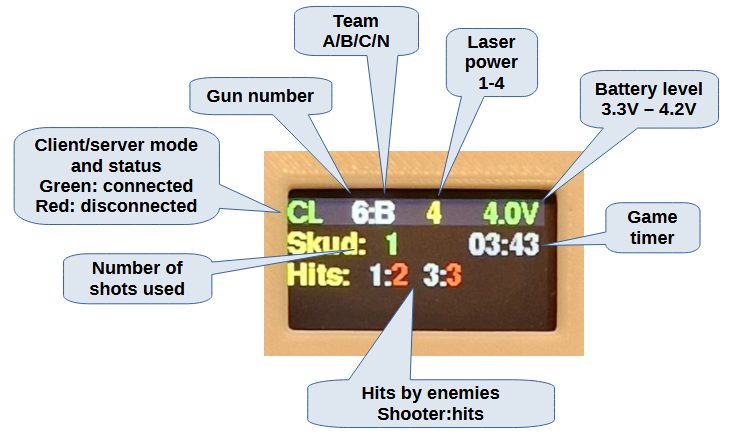 Team
A/B/C/N
Laser
power
1-4
Gun number
Battery level
3.3V – 4.2V
Client/server mode
and status
Green: connected
Red: disconnected
CL 6:B 4 4.0V
Skud: 1 03:43
Hits: 1:2 3:3
Game
timer
Number of
shots used
Hits by enemies
Shooter:hits